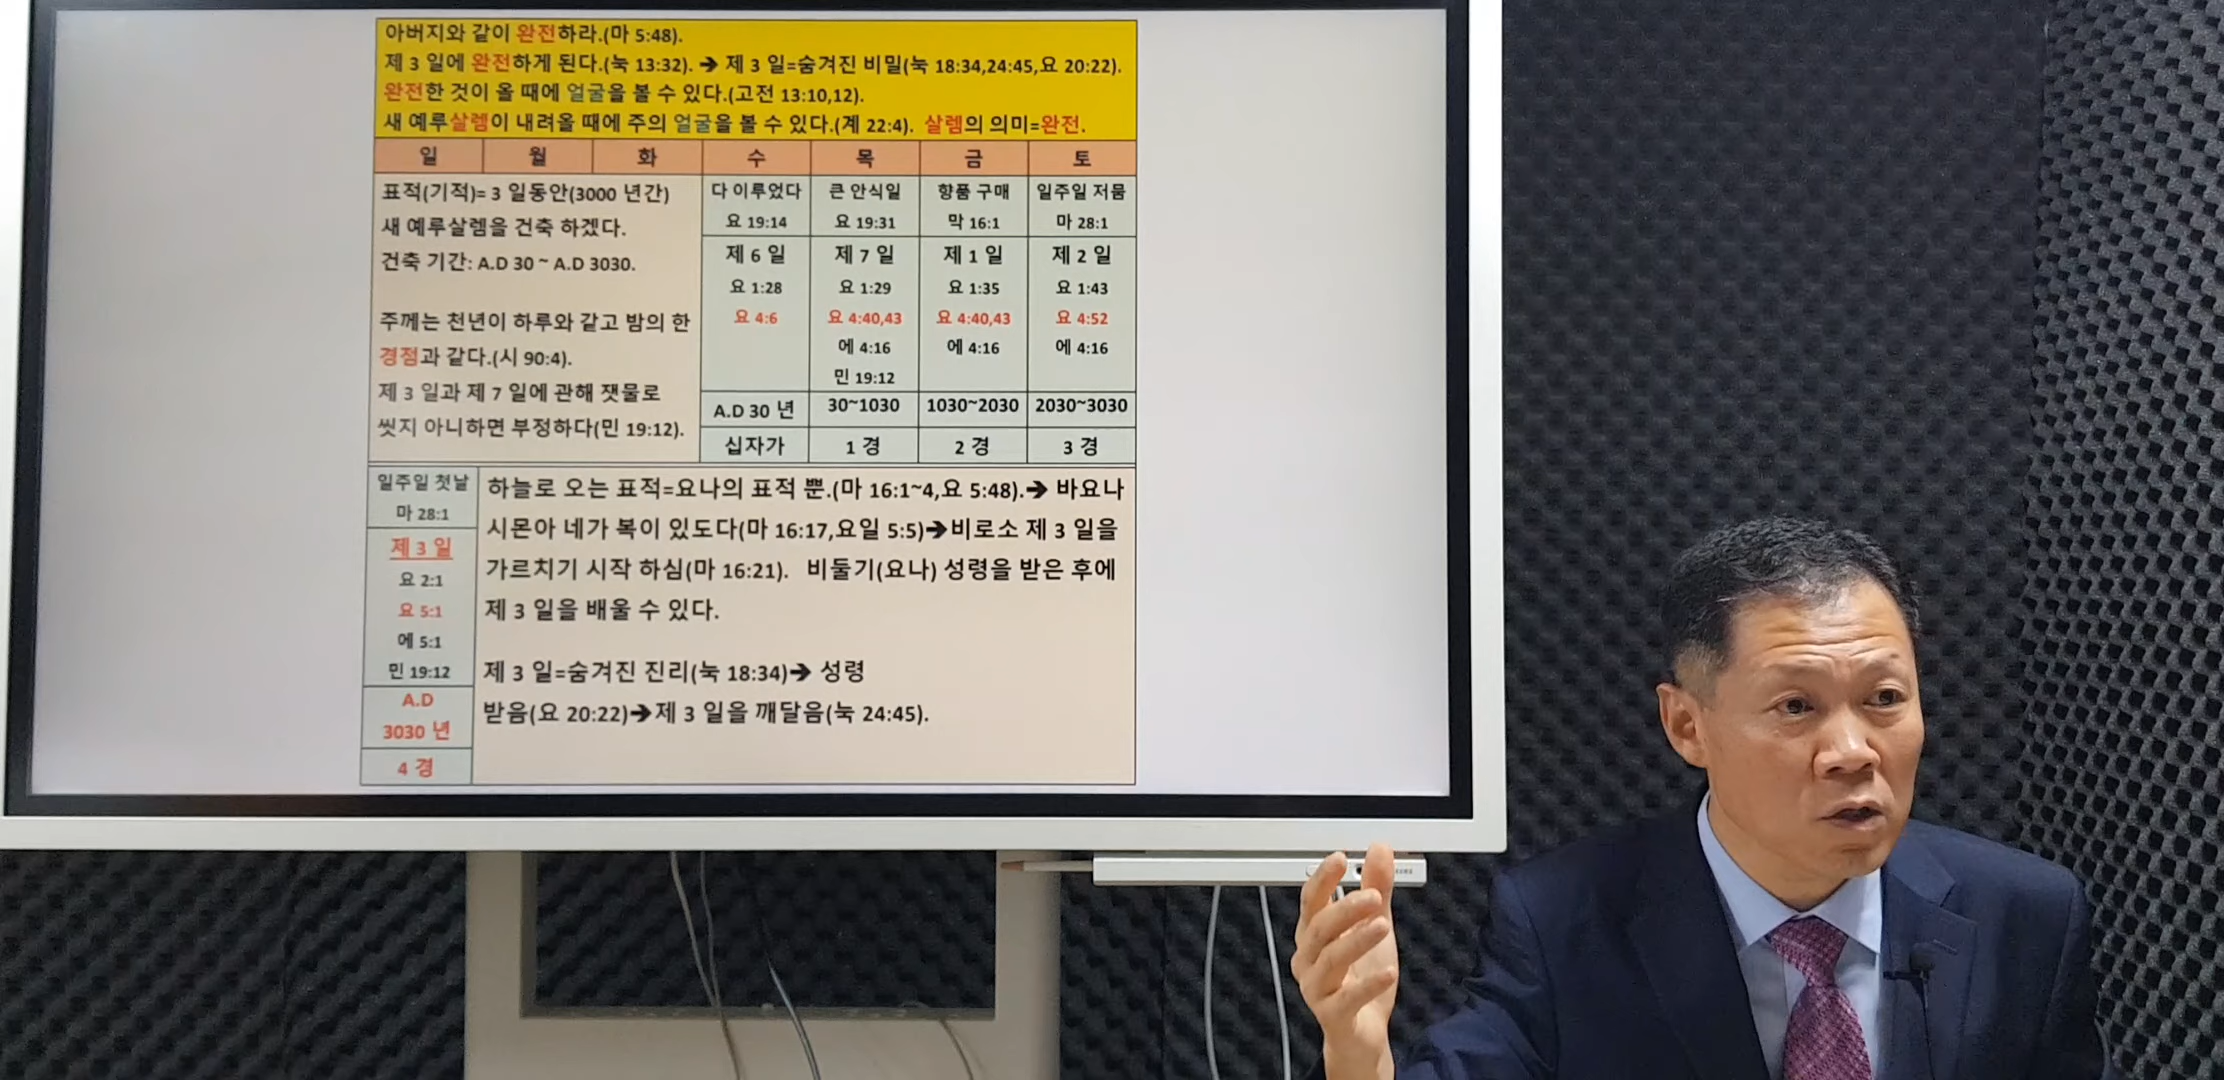 아버지와 같이 완전하라.(마 5:48).
제 3 일에 완전하게 된다.(눅 13:32). ➔ 제 3 일=숨겨진 비밀(눅 18:34,24:45,요 20:22).
완전한 것이 올 때에 얼굴을 볼 수 있다.(고전 13:10,12).
새 예루살렘이 내려올 때에 주의 얼굴을 볼 수 있다.(계 22:4). 살렘의 의미=완전.
일 월 화 수 목 금 토
표적(기적)= 3 일동안(3000 년간)
새 예루살렘을 건축 하겠다.
건축 기간: A.D 30 ~ A.D 3030.
주께는 천년이 하루와 같고 밤의 한
경점과 같다.(시 90:4).
제 3 일과 제 7 일에 관해 잿물로
씻지 아니하면 부정하다(민 19:12).
다 이루었다 큰 안식일 향품 구매 일주일 저뭄
요 19:14 요 19:31 막 16:1 마 28:1
제 6 일 제 7 일 제 1 일 제 2 일
요 1:28 요 1:29 요 1:35 요 1:43
요 4:6 요 4:40,43 요 4:40,43 요 4:52
에 4:16 에 4:16 에 4:16
민 19:12
A.D 30 년 30~1030 1030~2030 2030~3030
십자가 1 경 2 경 3 경
일주일 첫날
마 28:1
제 3 일
요 2:1
요 5:1
에 5:1
민 19:12
A.D
3030 년
4 경
하늘로 오는 표적=요나의 표적 뿐.(마 16:1~4,요 5:48).➔ 바요나
시몬아 네가 복이 있도다(마 16:17,요일 5:5)➔비로소 제 3 일을
가르치기 시작 하심(마 16:21). 비둘기(요나) 성령을 받은 후에
제 3 일을 배울 수 있다.
제 3 일=숨겨진 진리(눅 18:34)➔ 성령
받음(요 20:22)➔제 3 일을 깨달음(눅 24:45).